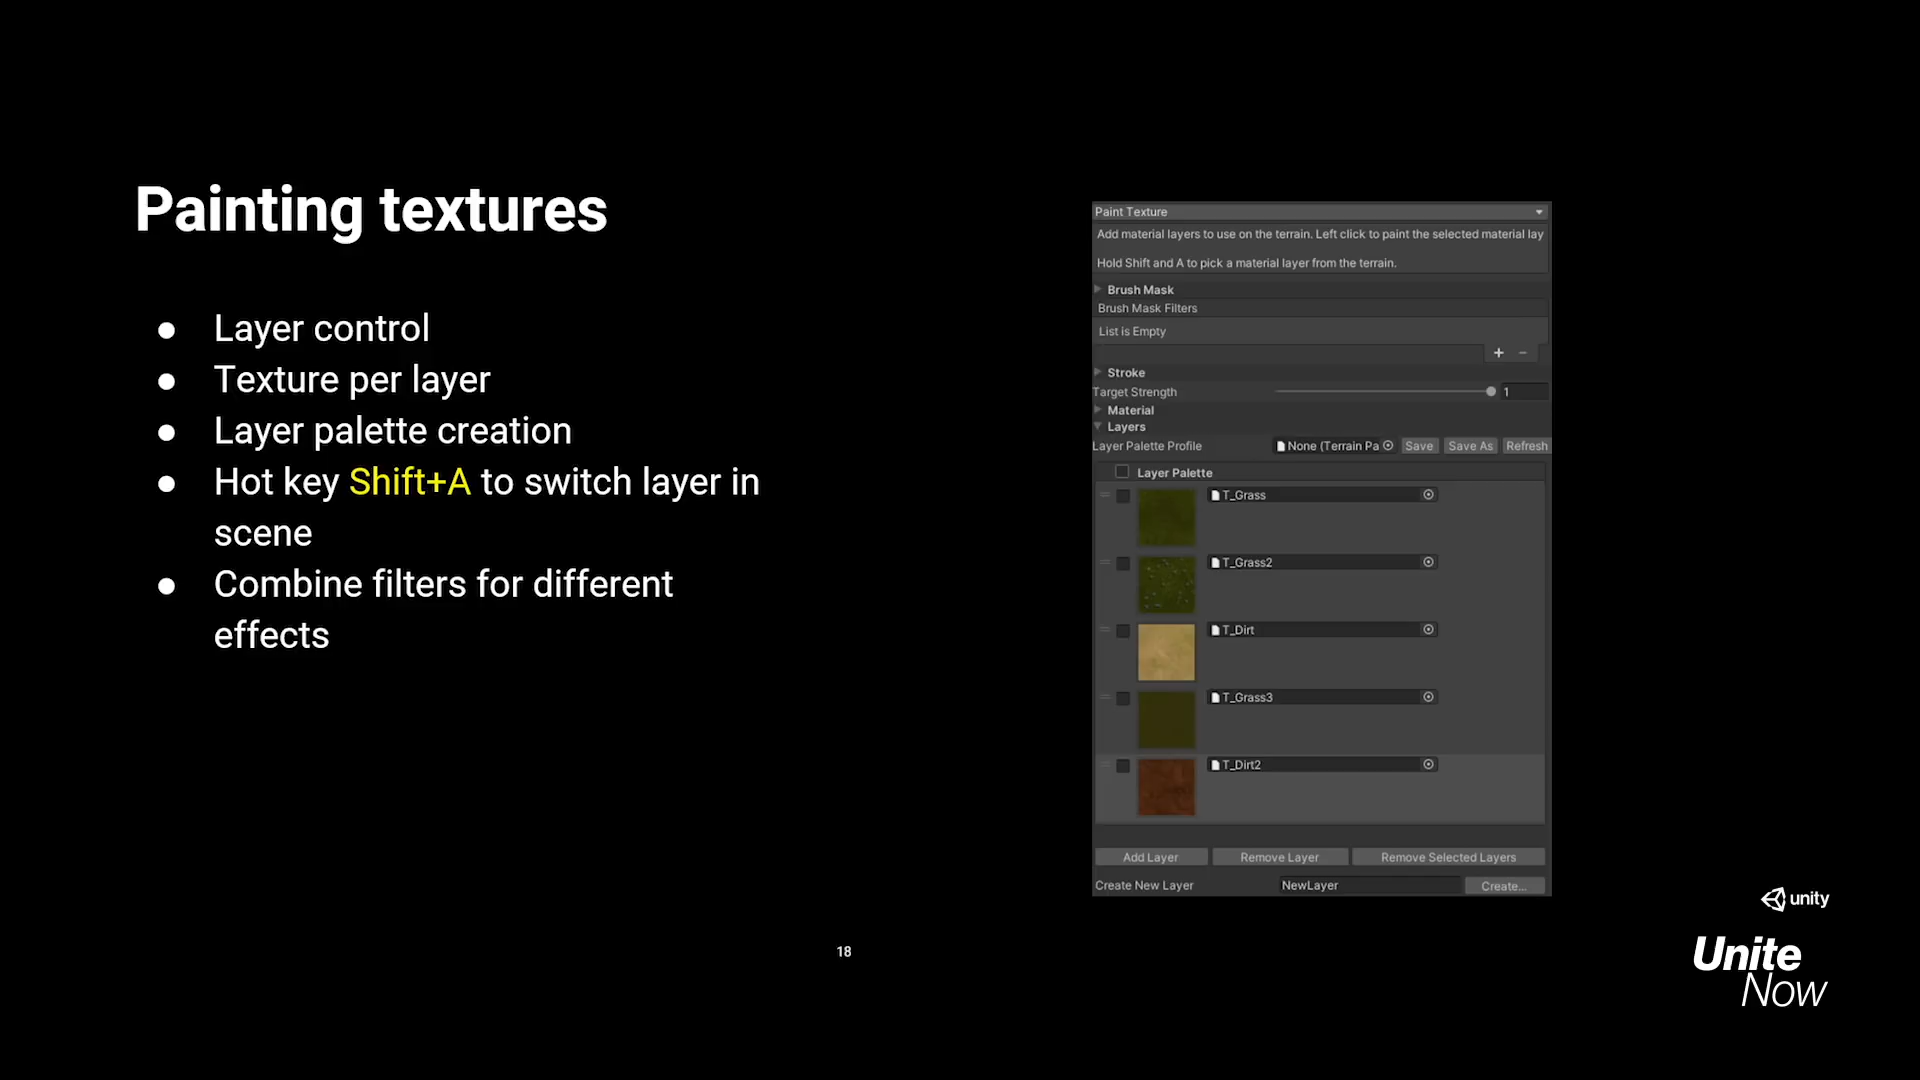 Painting textures
● Layer control
● Texture per layer
● Layer palette creation
● Hot key Shift+A to switch layer in
scene
● Combine filters for different
effects
Paint Texture
Add material layers to use on the terrain. Left click to paint the selected material lay
Hold Shift and A to pick a material layer from the terrain.
Brush Mask
Brush Mask Filters
List is Empty
+ −
Stroke
Target Strength 1
Material
Layers
Layer Palette Profile None (Terrain Pa Save Save As Refresh
Layer Palette
T_Grass
T_Grass2
T_Dirt
T_Grass3
T_Dirt2
Add Layer Remove Layer Remove Selected Layers
Create New Layer NewLayer Create...
18
unity
Unite
Now